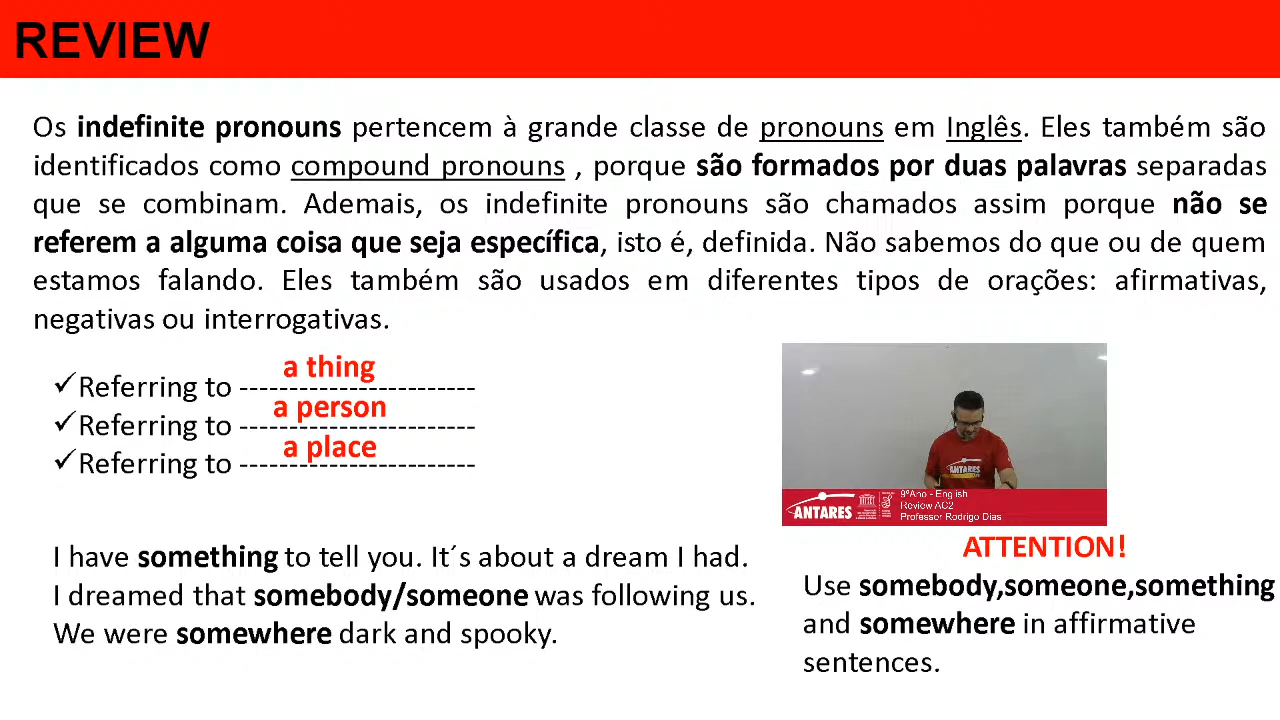 REVIEW
Os indefinite pronouns pertencem à grande classe de pronouns em Inglês. Eles também são
identificados como compound pronouns , porque são formados por duas palavras separadas
que se combinam. Ademais, os indefinite pronouns são chamados assim porque não se
referem a alguma coisa que seja específica, isto é, definida. Não sabemos do que ou de quem
estamos falando. Eles também são usados em diferentes tipos de orações: afirmativas,
negativas ou interrogativas.
a thing
✓Referring to ------------------------
a person
✓Referring to ------------------------
a place
✓Referring to ------------------------
ANTARES
ANTARES
9ºAno - English
Review AC2
Professor Rodrigo Dias
I have something to tell you. It´s about a dream I had.
I dreamed that somebody/someone was following us.
We were somewhere dark and spooky.
ATTENTION!
Use somebody,someone,something
and somewhere in affirmative
sentences.